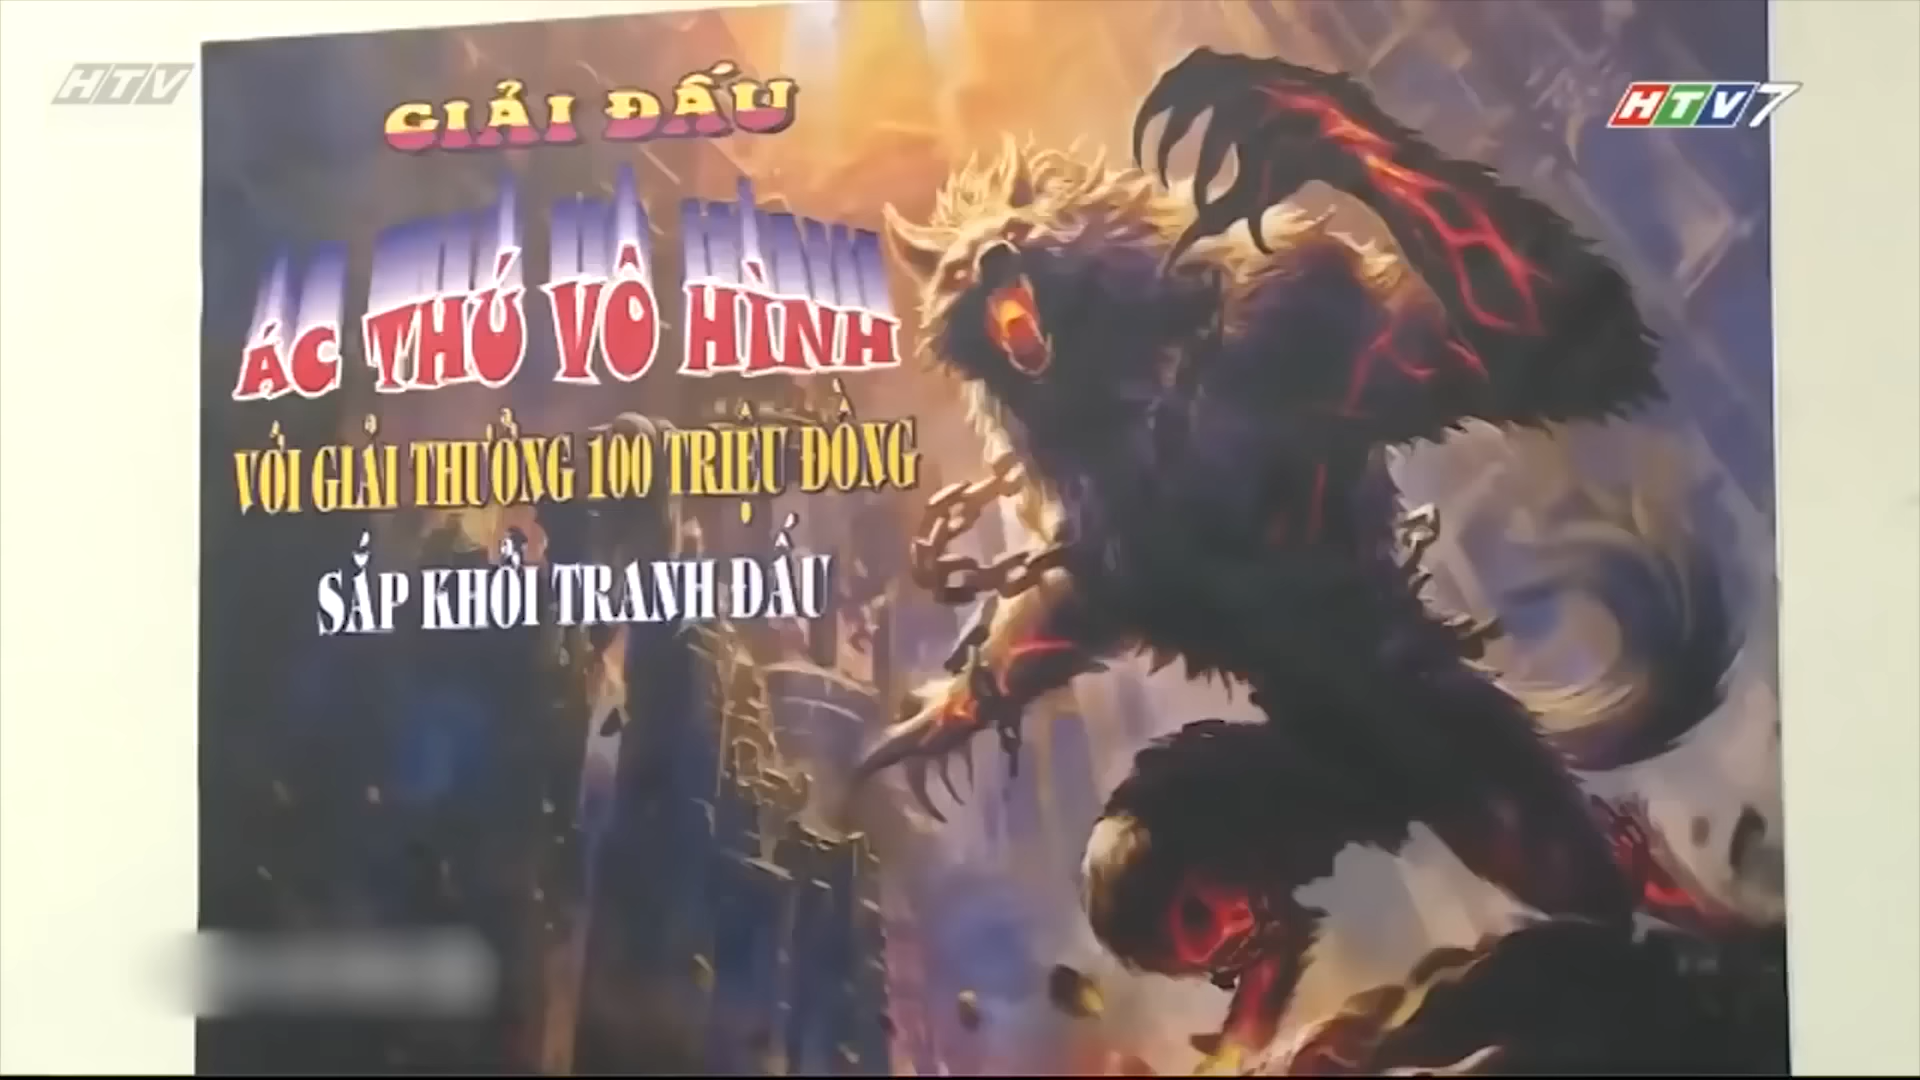 HTV
HTV7
GIẢI ĐẤU
ÁC THÚ VÔ HÌNH
VỚI GIẢI THƯỞNG 100 TRIỆU ĐỒNG
SẮP KHỞI TRANH ĐẤU